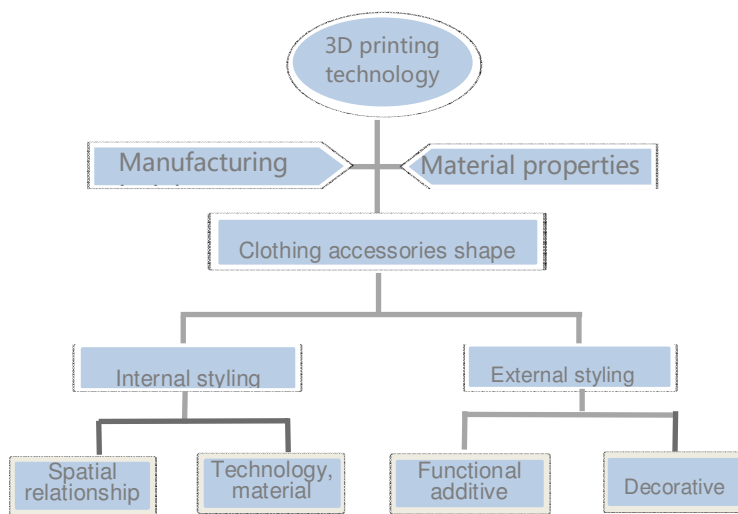 3D printing
technology
Manufacturing
Material properties
Clothing accessories shape
Internal styling
External styling
Spatial
relationship
Technology,
material
Functional
additive
Decorative